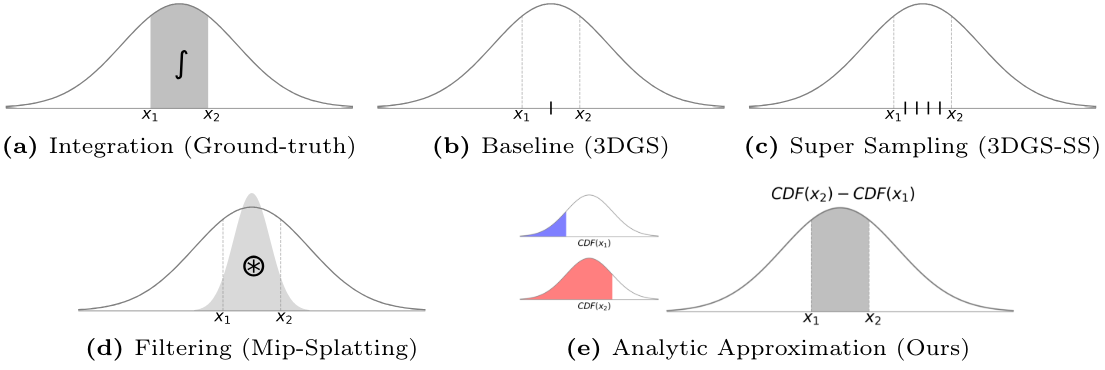 ∫
x₁ x₂
(a) Integration (Ground-truth)
x₁ x₂
(b) Baseline (3DGS)
x₁ x₂
(c) Super Sampling (3DGS-SS)
⊛
x₁ x₂
(d) Filtering (Mip-Splatting)
CDF(x₁)
CDF(x₂)
CDF(x₂) − CDF(x₁)
x₁ x₂
(e) Analytic Approximation (Ours)